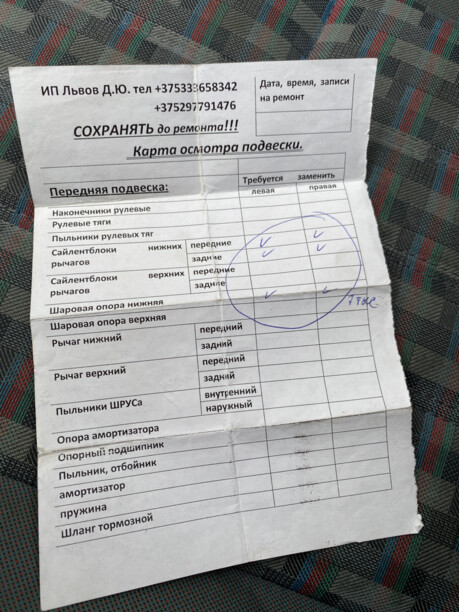 ИП Львов Д.Ю. тел +375333658342
+375297791476
Дата, время, записи
на ремонт
СОХРАНЯТЬ до ремонта!!!
Карта осмотра подвески.
Передняя подвеска:
Требуется заменить
левая правая
Наконечники рулевые
Рулевые тяги
Пыльники рулевых тяг
Сайлентблоки нижних рычагов передние ✓ ✓
задние ✓ ✓
Сайлентблоки верхних рычагов передние
задние
Шаровая опора нижняя ✓ ✓
Шаровая опора верхняя
Рычаг нижний передний
задний
Рычаг верхний передний
задний
Пыльники ШРУСа внутренний
наружный
Опора амортизатора
Опорный подшипник
Пыльник, отбойник
амортизатор
пружина
Шланг тормозной